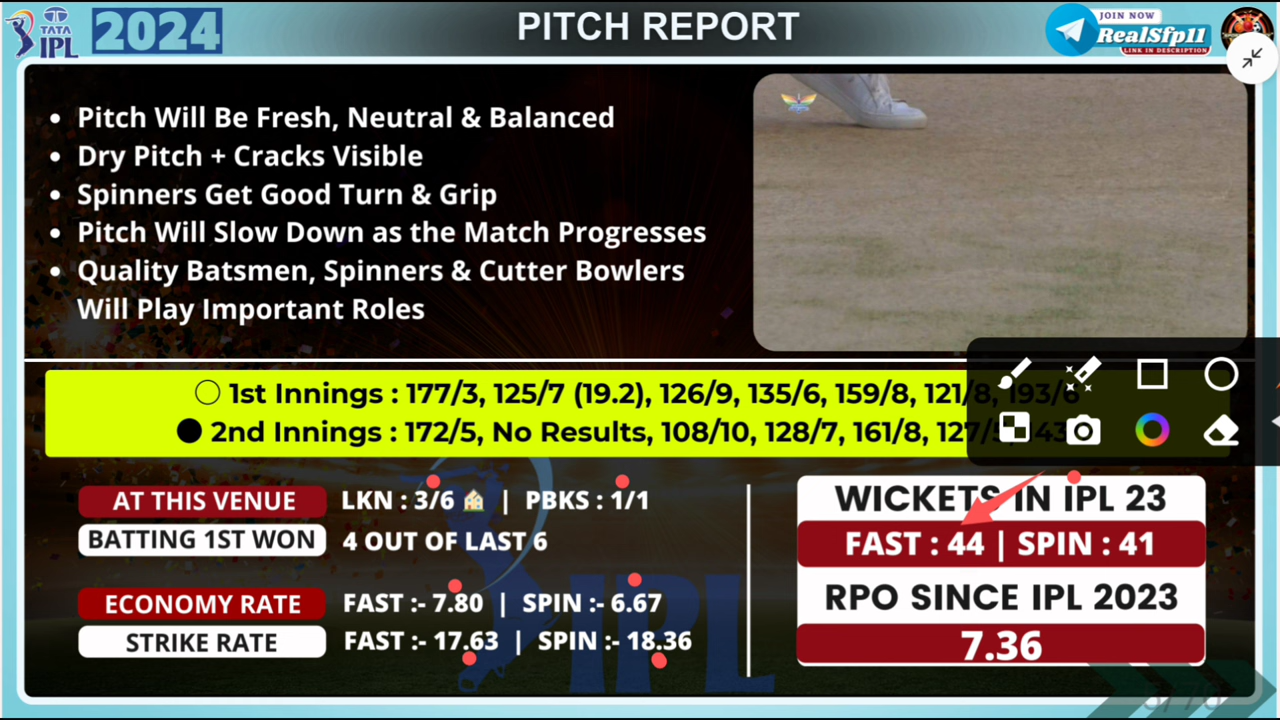 TATA
IPL
2024
PITCH REPORT
JOIN NOW
RealSfp11
LINK IN DESCRIPTION
• Pitch Will Be Fresh, Neutral & Balanced
• Dry Pitch + Cracks Visible
• Spinners Get Good Turn & Grip
• Pitch Will Slow Down as the Match Progresses
• Quality Batsmen, Spinners & Cutter Bowlers
Will Play Important Roles
1st Innings : 177/3, 125/7 (19.2), 126/9, 135/6, 159/8, 121/8, 193/6
2nd Innings : 172/5, No Results, 108/10, 128/7, 161/8,
AT THIS VENUE LKN : 3/6 🏠 | PBKS : 1/1
BATTING 1ST WON 4 OUT OF LAST 6
ECONOMY RATE FAST :- 7.80 | SPIN :- 6.67
STRIKE RATE FAST :- 17.63 | SPIN :- 18.36
WICKETS IN IPL 23
FAST : 44 | SPIN : 41
RPO SINCE IPL 2023
7.36
IPL